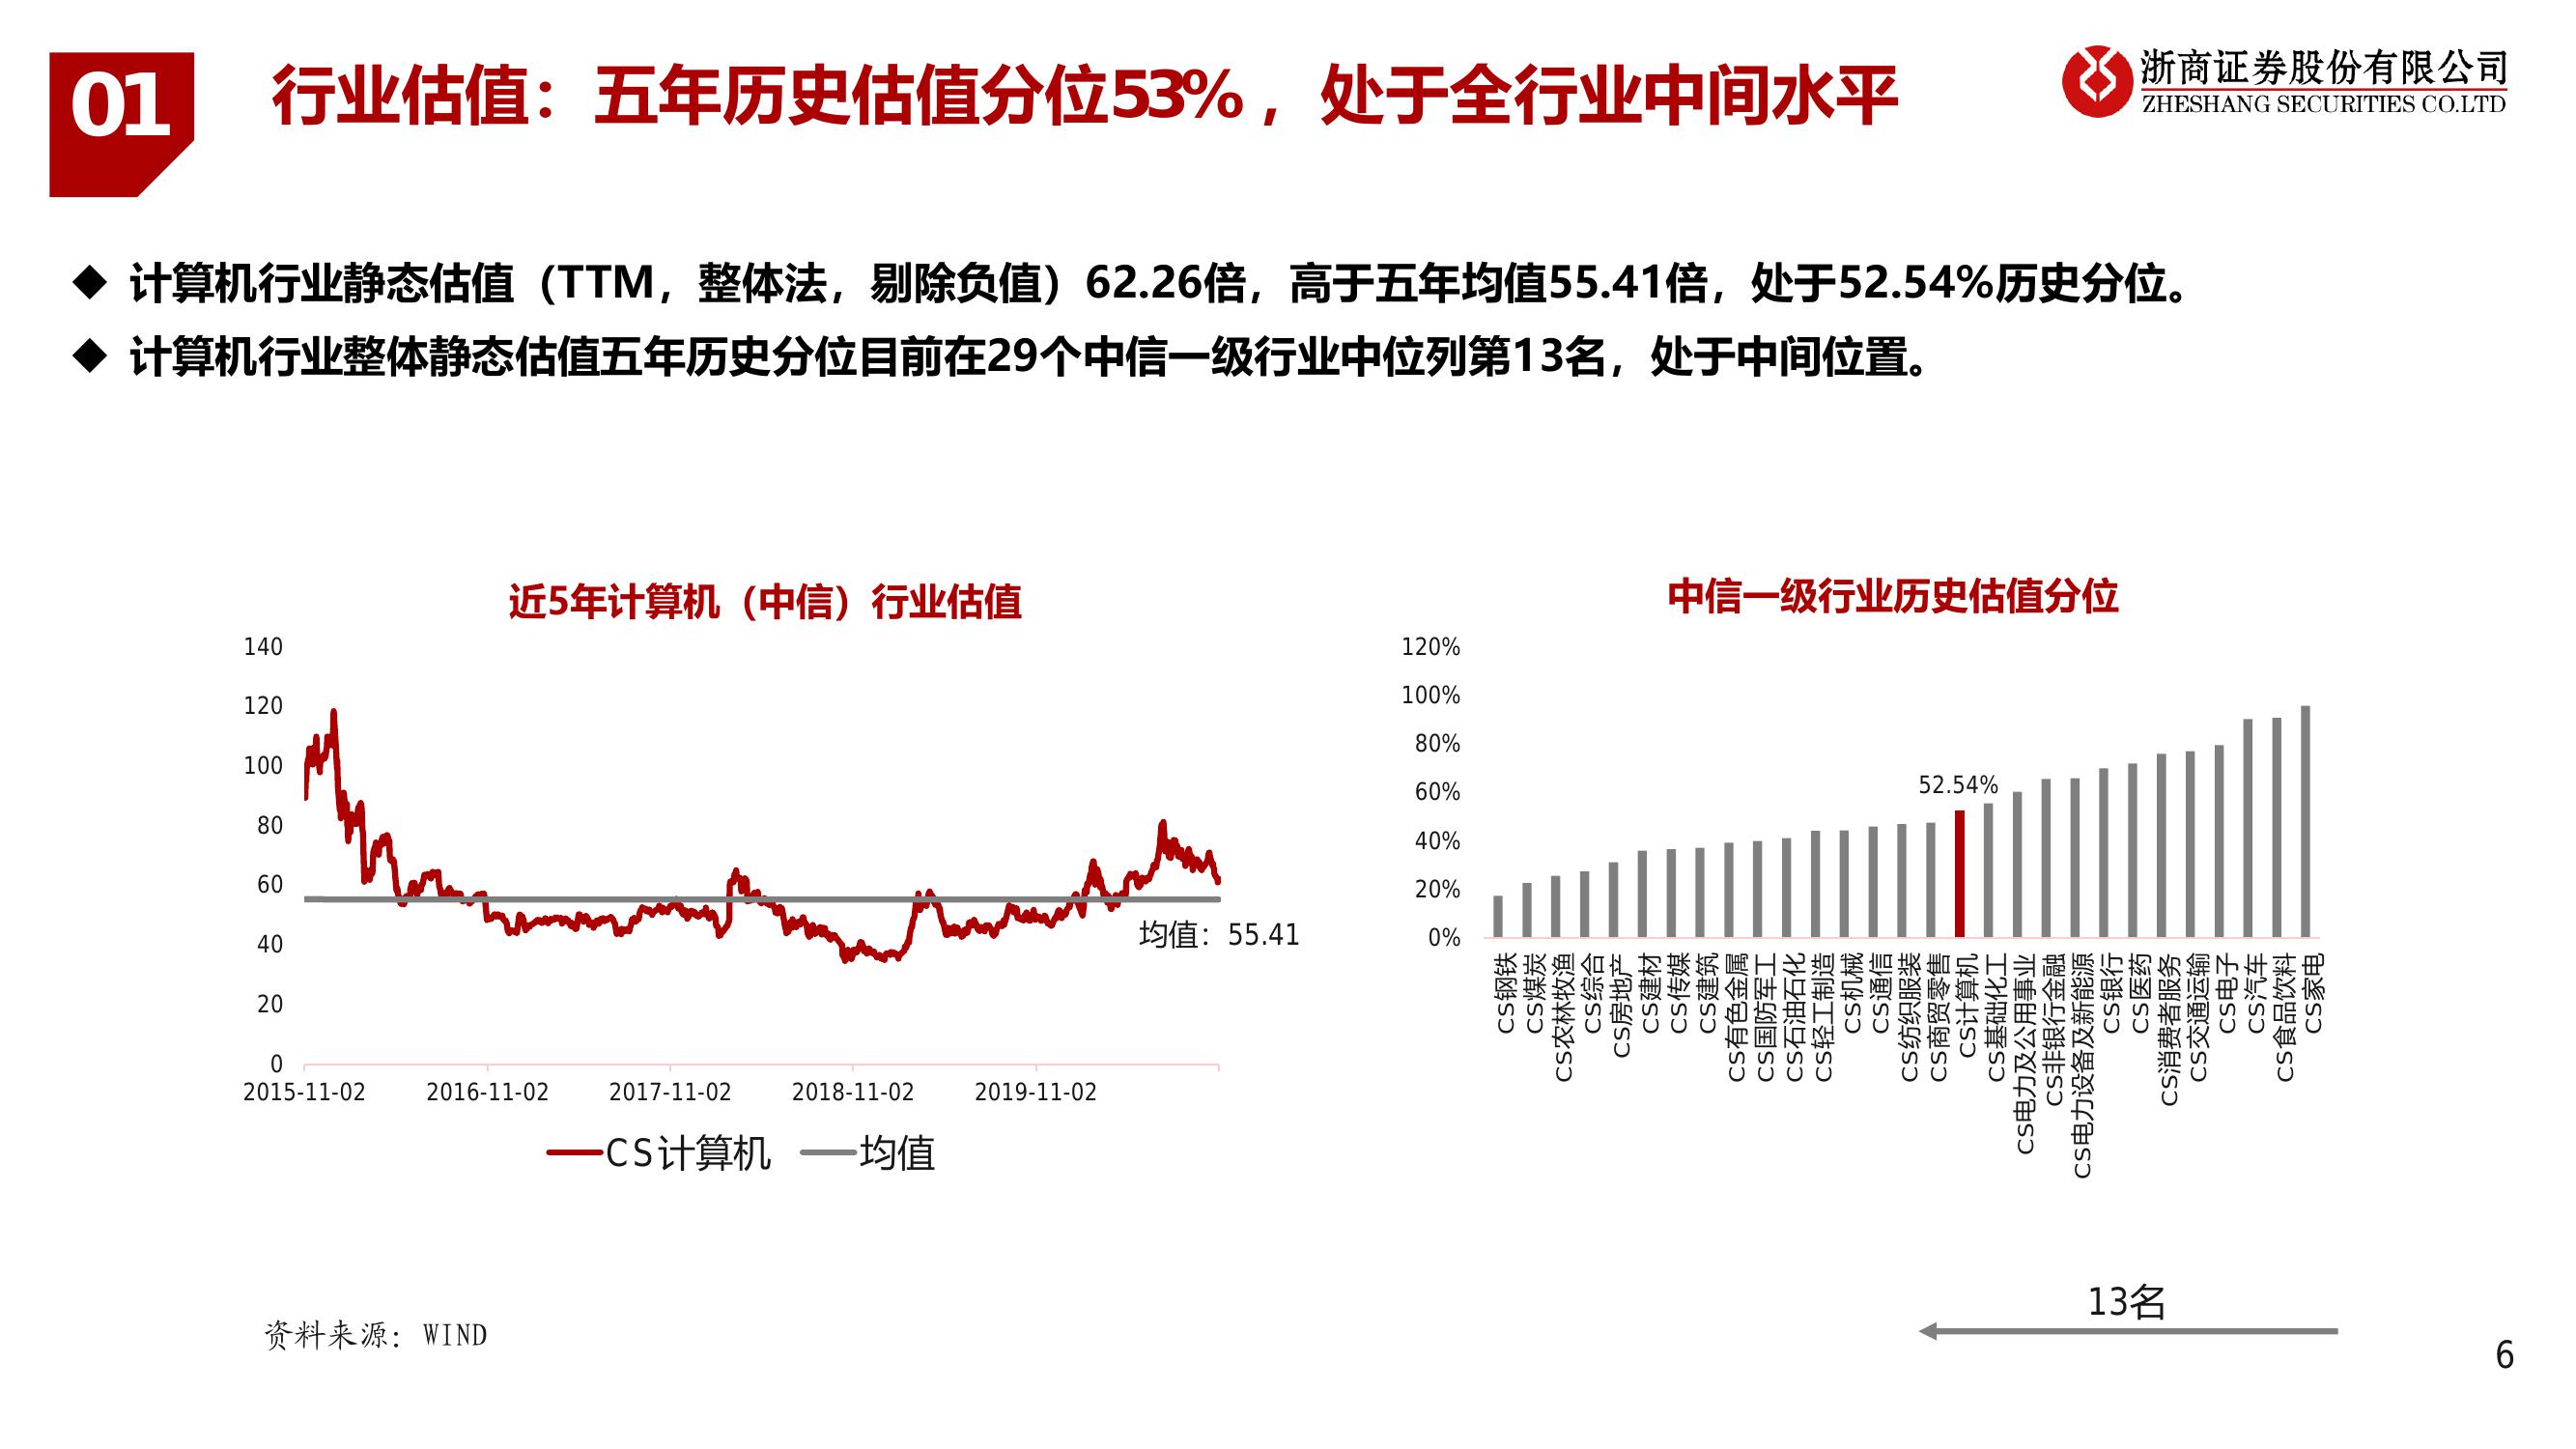 01
行业估值：五年历史估值分位53%，处于全行业中间水平
浙商证券股份有限公司
ZHESHANG SECURITIES CO.LTD
◆ 计算机行业静态估值（TTM，整体法，剔除负值）62.26倍，高于五年均值55.41倍，处于52.54%历史分位。
◆ 计算机行业整体静态估值五年历史分位目前在29个中信一级行业中位列第13名，处于中间位置。
近5年计算机（中信）行业估值
140
120
100
80
60
40
20
0
均值：55.41
2015-11-02 2016-11-02 2017-11-02 2018-11-02 2019-11-02
CS计算机 均值
中信一级行业历史估值分位
120%
100%
80%
60%
40%
20%
0%
52.54%
CS钢铁
CS煤炭
CS农林牧渔
CS综合
CS房地产
CS建材
CS传媒
CS建筑
CS有色金属
CS国防军工
CS石油石化
CS轻工制造
CS机械
CS通信
CS纺织服装
CS商贸零售
CS计算机
CS基础化工
CS电力及公用事业
CS非银行金融
CS电力设备及新能源
CS银行
CS医药
CS消费者服务
CS交通运输
CS电子
CS汽车
CS食品饮料
CS家电
13名
资料来源：WIND
6